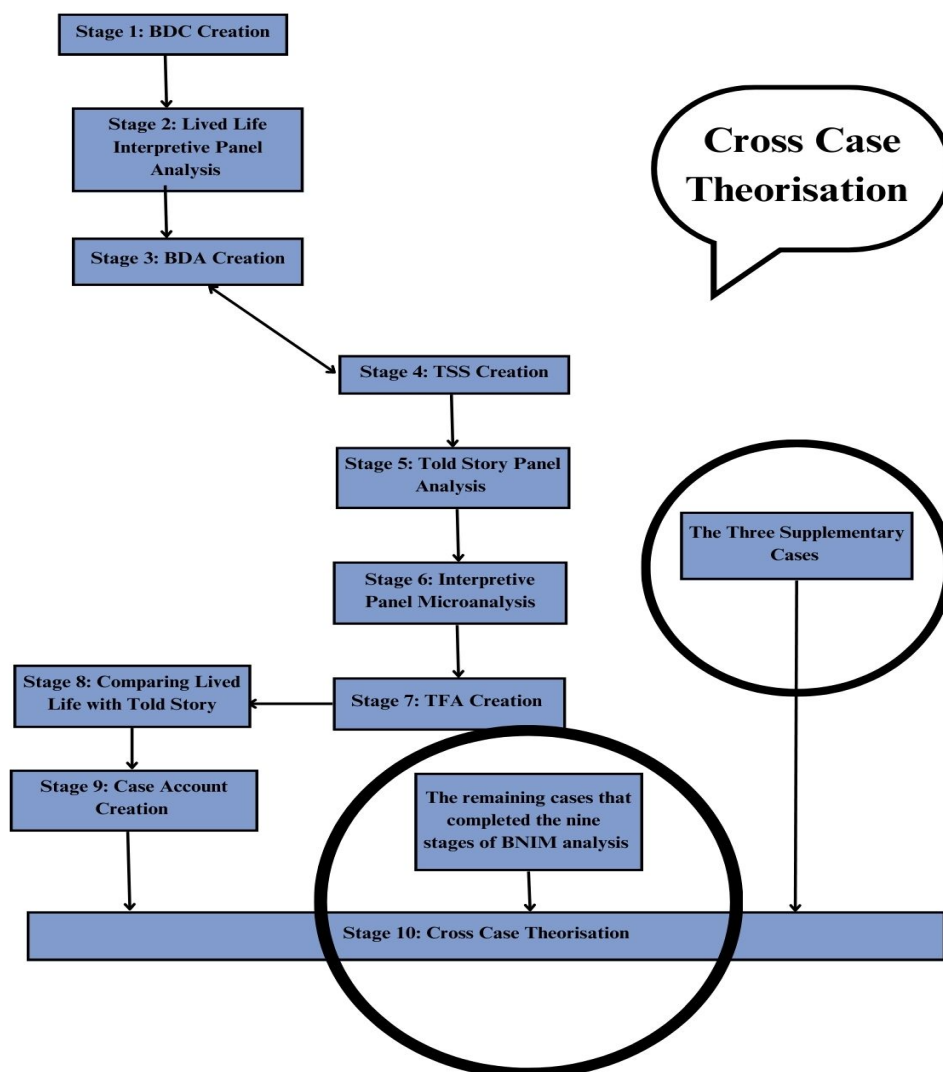 Stage 1: BDC Creation
Stage 2: Lived Life
Interpretive Panel
Analysis
Stage 3: BDA Creation
Cross Case
Theorisation
Stage 4: TSS Creation
Stage 5: Told Story Panel
Analysis
The Three Supplementary
Cases
Stage 6: Interpretive
Panel Microanalysis
Stage 7: TFA Creation
Stage 8: Comparing Lived
Life with Told Story
Stage 9: Case Account
Creation
The remaining cases that
completed the nine
stages of BNIM analysis
Stage 10: Cross Case Theorisation